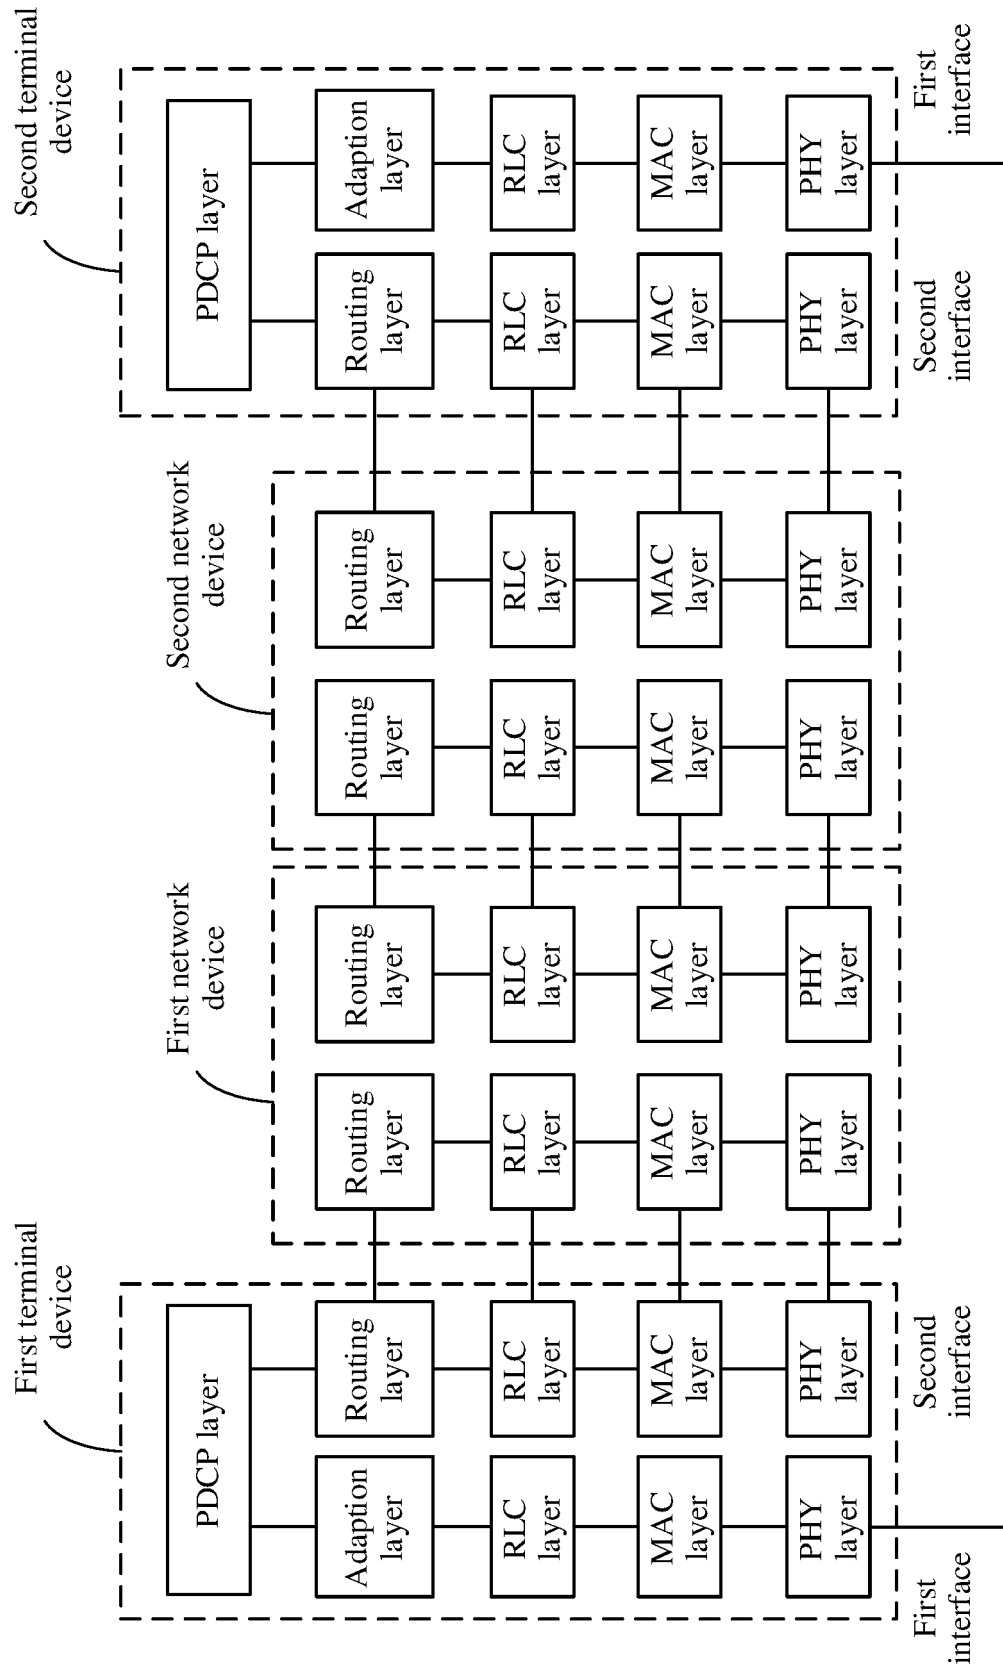 First terminal
device
First network
device
Second network
device
Second terminal
device
PDCP layer
PDCP layer
Adaption
layer
Routing
layer
Routing
layer
Routing
layer
Routing
layer
Routing
layer
Routing
layer
Adaption
layer
RLC
layer
RLC
layer
RLC
layer
RLC
layer
RLC
layer
RLC
layer
RLC
layer
RLC
layer
MAC
layer
MAC
layer
MAC
layer
MAC
layer
MAC
layer
MAC
layer
MAC
layer
MAC
layer
PHY
layer
PHY
layer
PHY
layer
PHY
layer
PHY
layer
PHY
layer
PHY
layer
PHY
layer
First
interface
Second
interface
Second
interface
First
interface